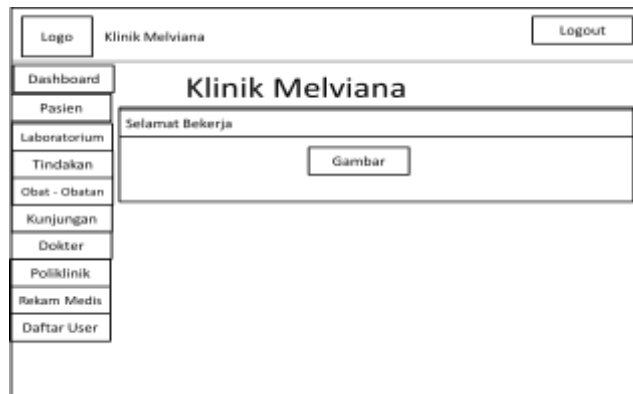 Logo
Klinik Melviana
Logout
Dashboard
Pasien
Laboratorium
Tindakan
Obat - Obatan
Kunjungan
Dokter
Poliklinik
Rekam Medis
Daftar User
Klinik Melviana
Selamat Bekerja
Gambar